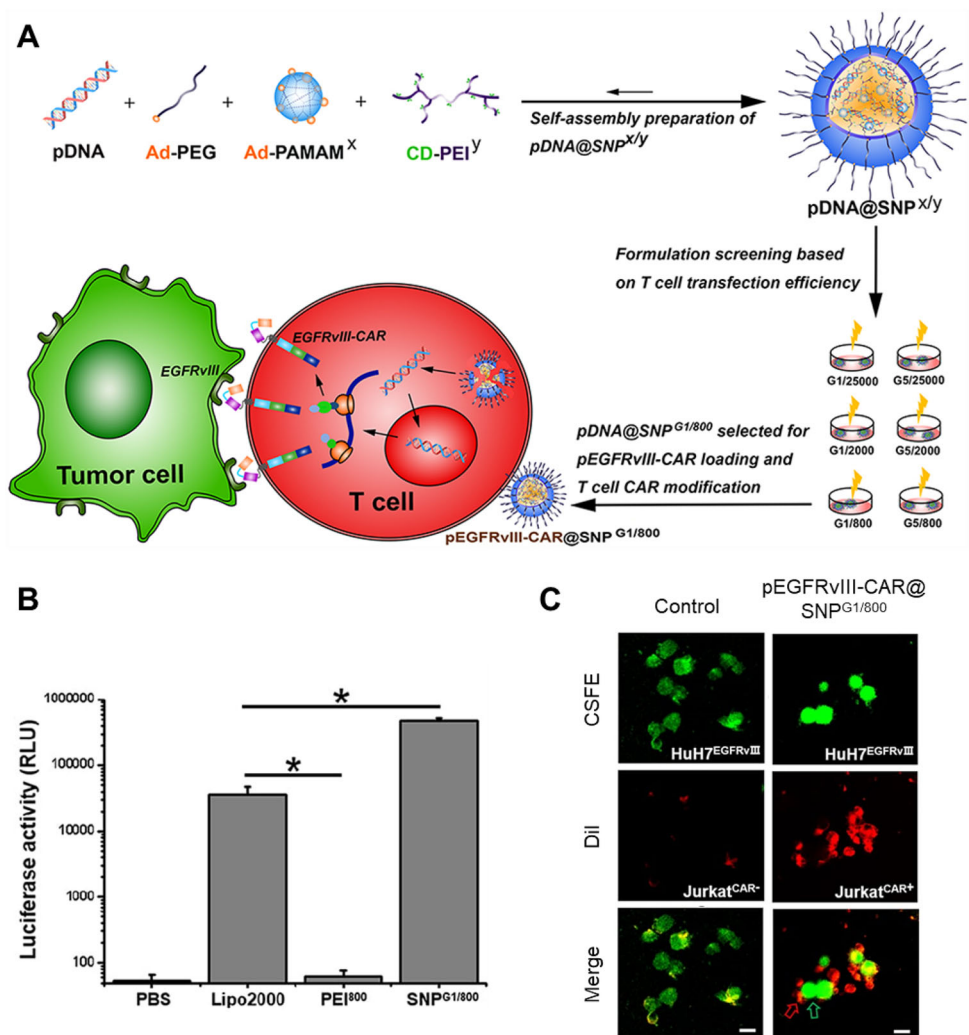 A
pDNA + Ad-PEG + Ad-PAMAM^x + CD-PEI^y
Self-assembly preparation of
pDNA@SNP^x/y
pDNA@SNP^x/y
Formulation screening based
on T cell transfection efficiency
G1/25000 G5/25000
G1/2000 G5/2000
G1/800 G5/800
pDNA@SNP^G1/800 selected for
pEGFRvIII-CAR loading and
T cell CAR modification
EGFRvIII-CAR
EGFRvIII
Tumor cell
T cell
pEGFRvIII-CAR@SNP^G1/800
B
Luciferase activity (RLU)
1000000
100000
10000
1000
100
*
*
PBS Lipo2000 PEI^800 SNP^G1/800
C
Control
pEGFRvIII-CAR@
SNP^G1/800
CSFE
HuH7^EGFRvIII HuH7^EGFRvIII
DiI
Jurkat^CAR- Jurkat^CAR+
Merge